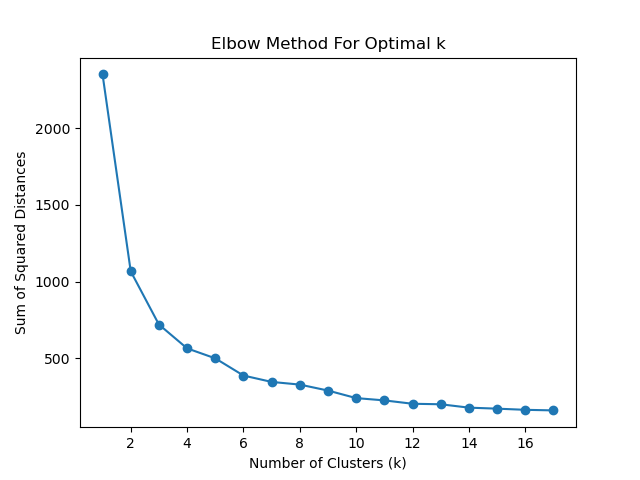 Elbow Method For Optimal k
Sum of Squared Distances
2000
1500
1000
500
2 4 6 8 10 12 14 16
Number of Clusters (k)